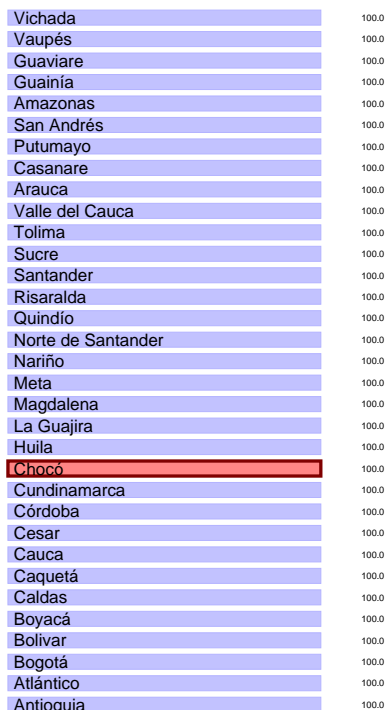 Vichada 100.0
Vaupés 100.0
Guaviare 100.0
Guainía 100.0
Amazonas 100.0
San Andrés 100.0
Putumayo 100.0
Casanare 100.0
Arauca 100.0
Valle del Cauca 100.0
Tolima 100.0
Sucre 100.0
Santander 100.0
Risaralda 100.0
Quindío 100.0
Norte de Santander 100.0
Nariño 100.0
Meta 100.0
Magdalena 100.0
La Guajira 100.0
Huila 100.0
Chocó 100.0
Cundinamarca 100.0
Córdoba 100.0
Cesar 100.0
Cauca 100.0
Caquetá 100.0
Caldas 100.0
Boyacá 100.0
Bolivar 100.0
Bogotá 100.0
Atlántico 100.0
Antioquia 100.0